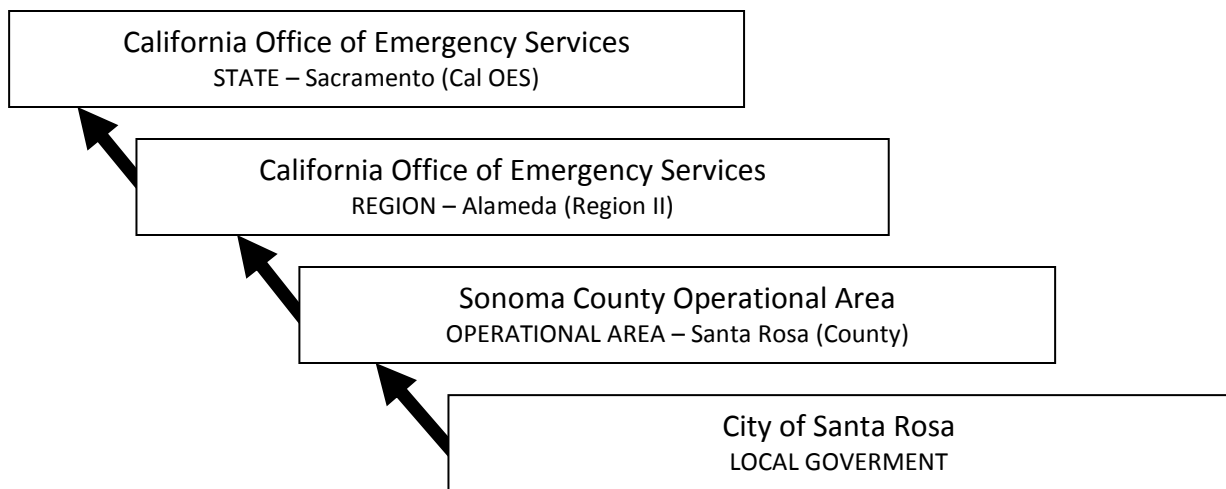 California Office of Emergency Services
STATE – Sacramento (Cal OES)
California Office of Emergency Services
REGION – Alameda (Region II)
Sonoma County Operational Area
OPERATIONAL AREA – Santa Rosa (County)
City of Santa Rosa
LOCAL GOVERMENT